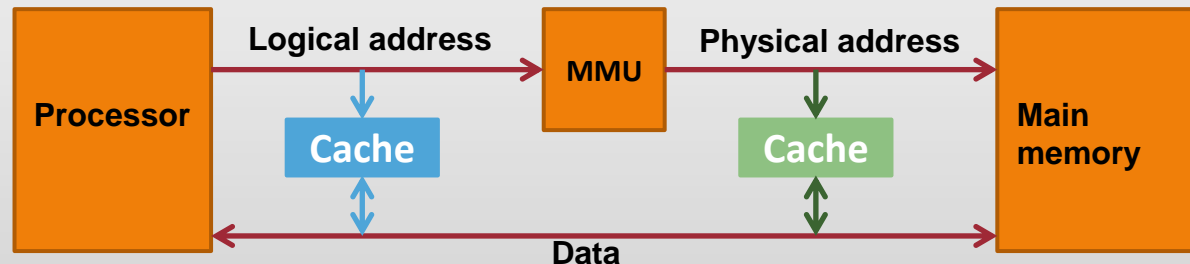 Logical address
Physical address
MMU
Processor
Cache
Cache
Main
memory
Data